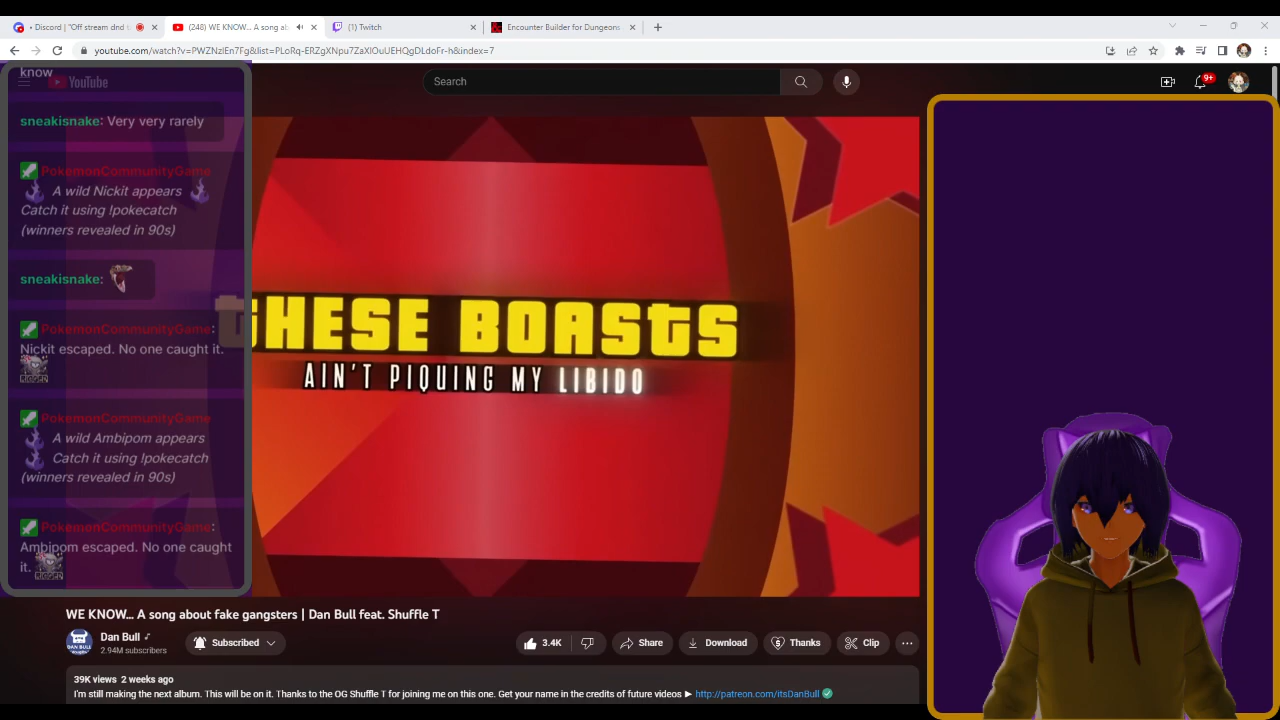 • Discord | "Off stream dnd t
(248) WE KNOW... A song ab
(1) Twitch
Encounter Builder for Dungeons
youtube.com/watch?v=PWZNzlEn7Fg&list=PLoRq-ERZgXNpu7ZaXlOuUEHQgDLdoFr-h&index=7
know
YouTube
Search
9+
sneakisnake: Very very rarely
PokemonCommunityGame
A wild Nickit appears
Catch it using !pokecatch
(winners revealed in 90s)
sneakisnake:
PokemonCommunityGame:
Nickit escaped. No one caught it.
PokemonCommunityGame
A wild Ambipom appears
Catch it using !pokecatch
(winners revealed in 90s)
PokemonCommunityGame:
Ambipom escaped. No one caught
it.
THESE BOASTS
AIN'T PIQUING MY LIBIDO
WE KNOW... A song about fake gangsters | Dan Bull feat. Shuffle T
DAN BULL
Dan Bull
2.94M subscribers
Subscribed
3.4K
Share
Download
Thanks
Clip
39K views 2 weeks ago
I'm still making the next album. This will be on it. Thanks to the OG Shuffle T for joining me on this one. Get your name in the credits of future videos ► http://patreon.com/itsDanBull